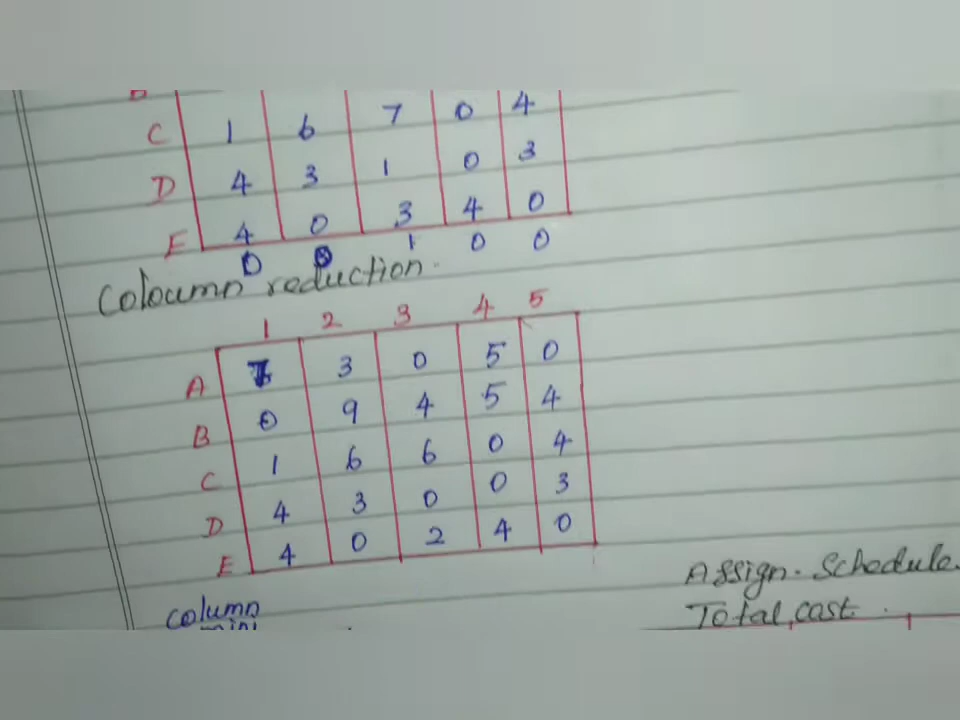 C 1 6 7 0 4
D 4 3 1 0 3
E 4 0 3 4 0
0 0 1 0 0
Coloumn reduction.
1 2 3 4 5
A 3 0 5 0
B 0 9 4 5 4
C 1 6 6 0 4
D 4 3 0 0 3
E 4 0 2 4 0
Assign. Schedule.
column
Total cost.
mini